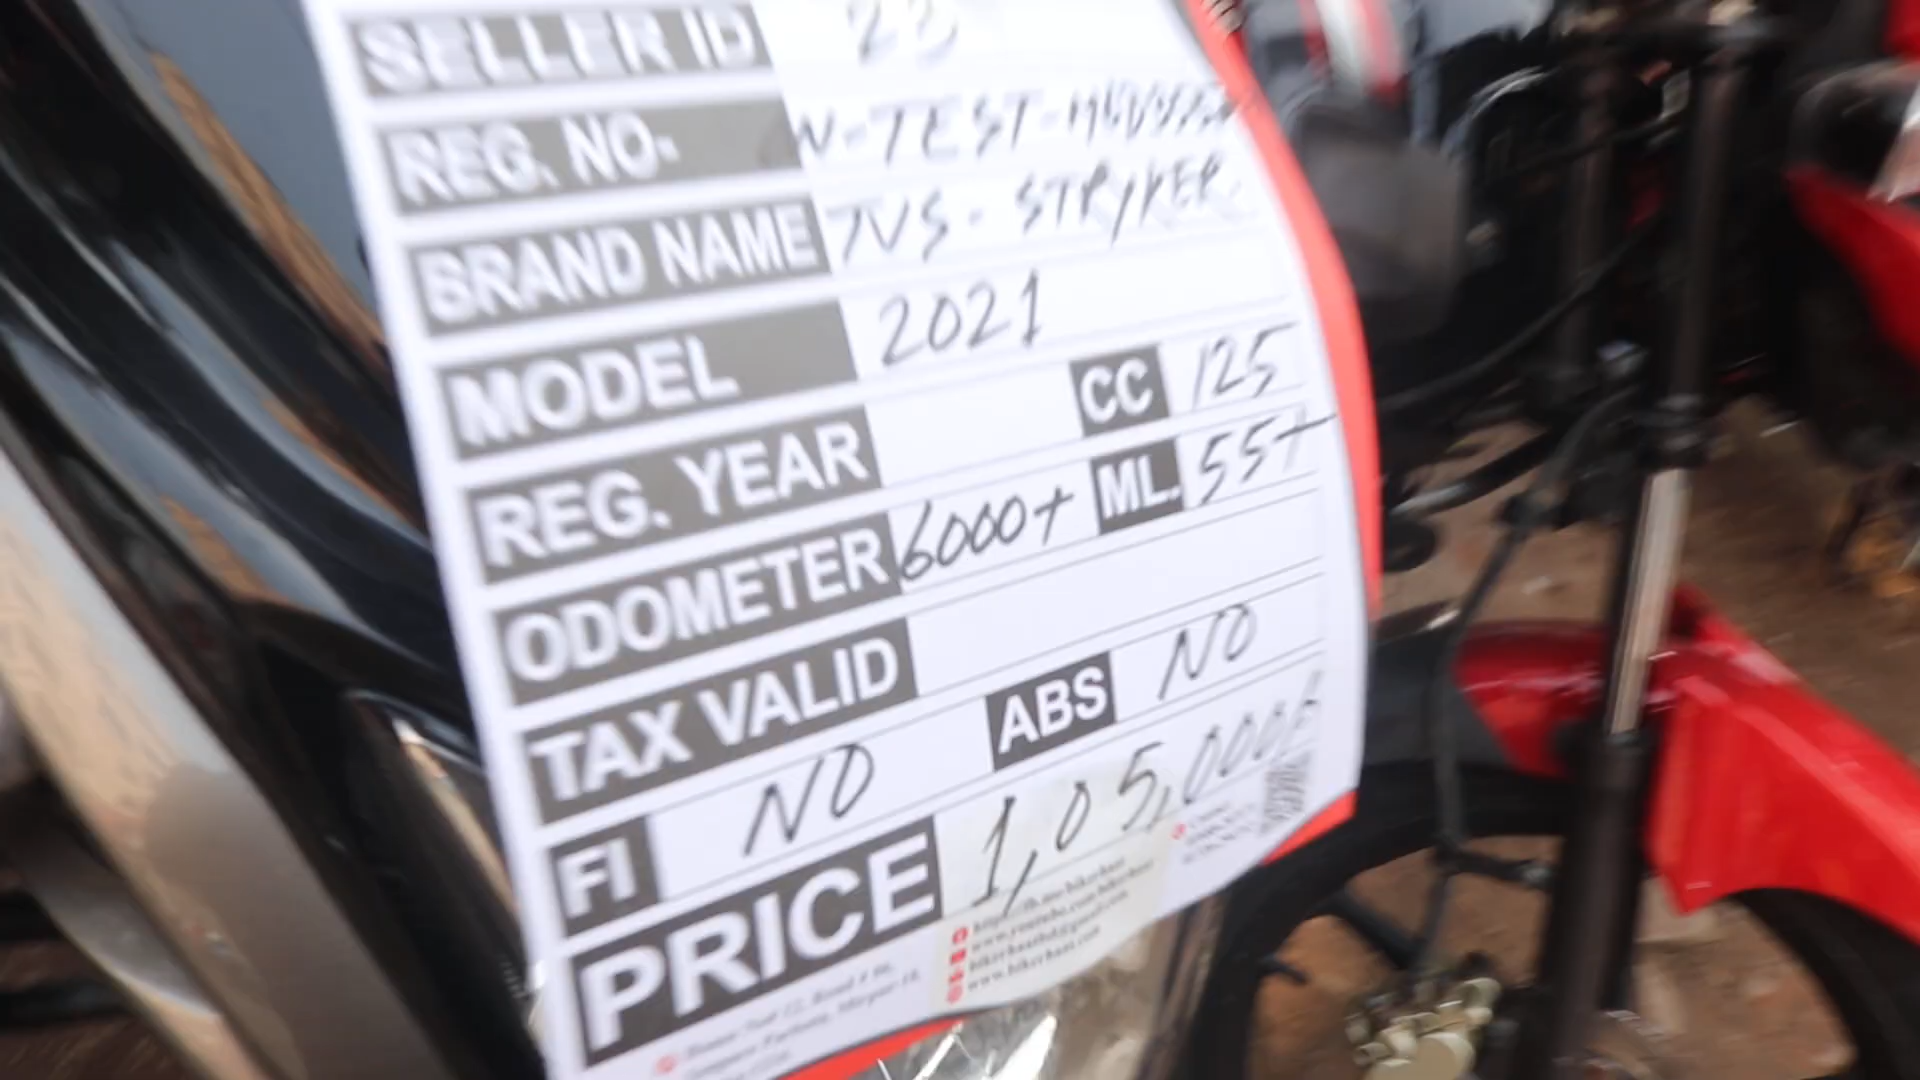 SELLER ID 23
REG. NO-
BRAND NAME TVS - STRYKER.
MODEL 2021
REG. YEAR CC 125
ODOMETER 6000+ ML. 55+
TAX VALID
FI NO ABS NO
PRICE 1,05,000/-